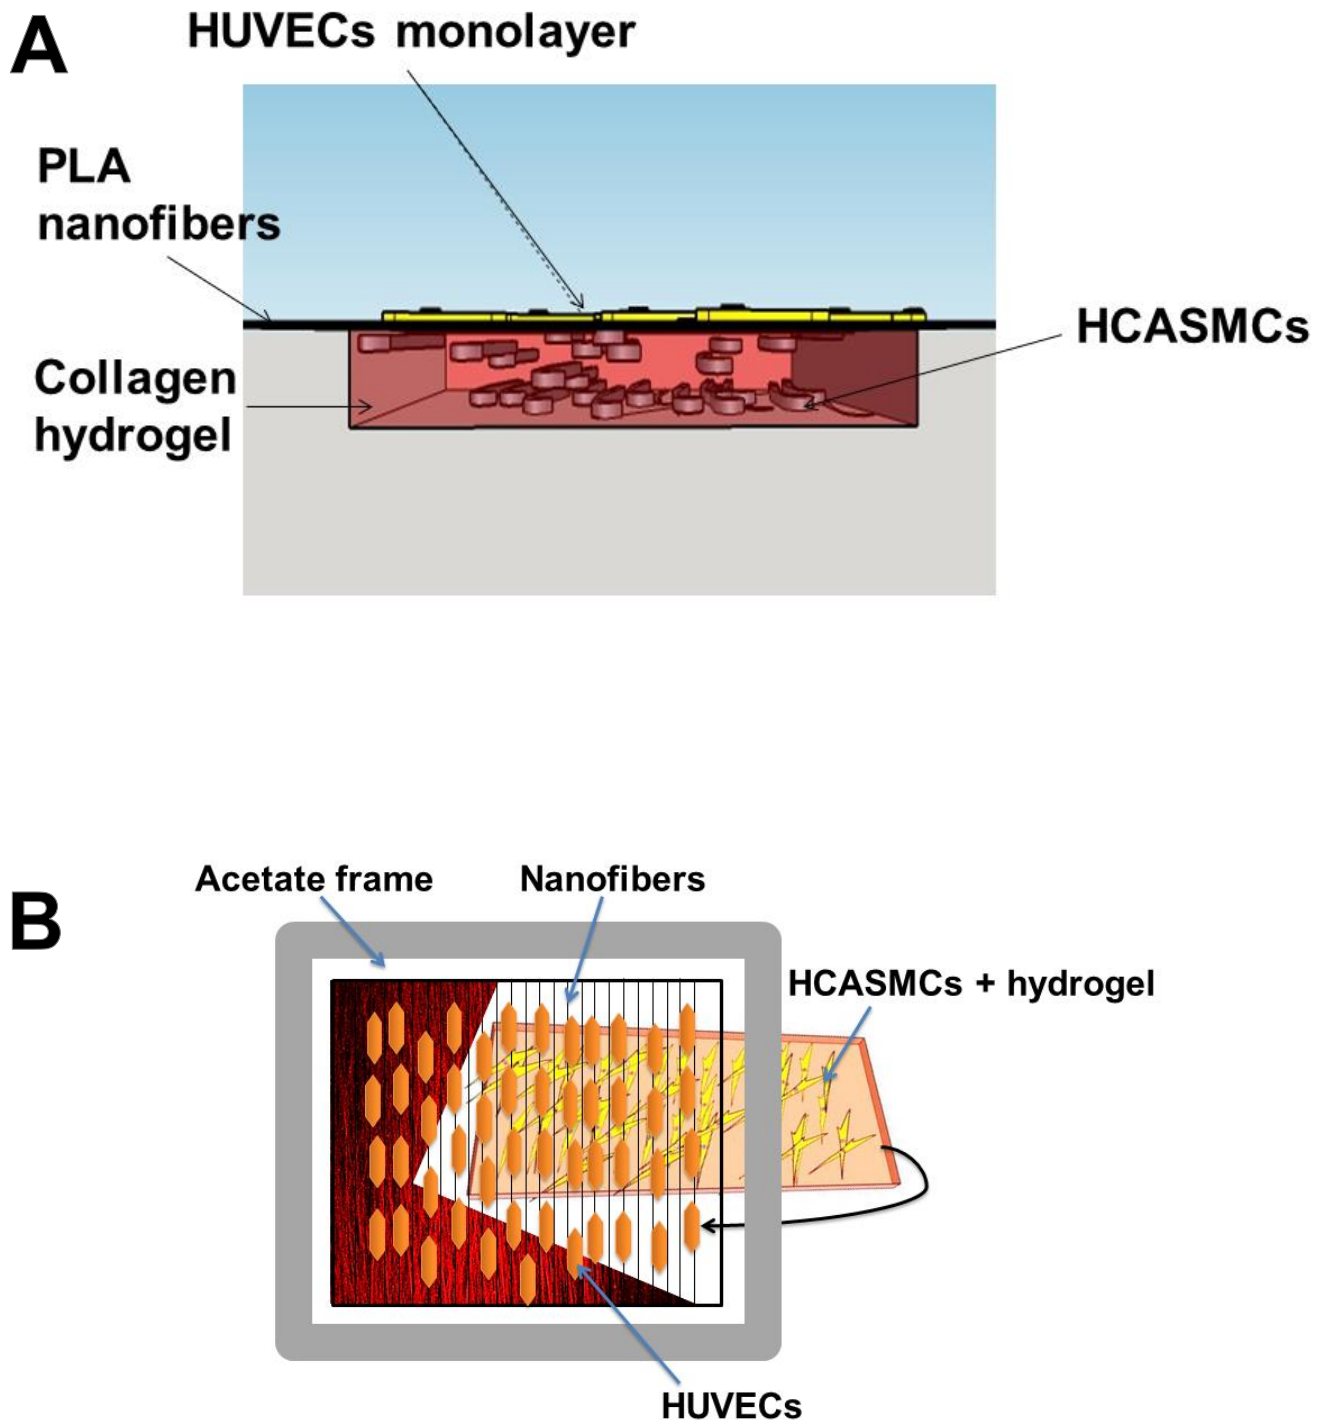 A
HUVECs monolayer
PLA
nanofibers
HCASMCs
Collagen
hydrogel
B
Acetate frame
Nanofibers
HCASMCs + hydrogel
HUVECs